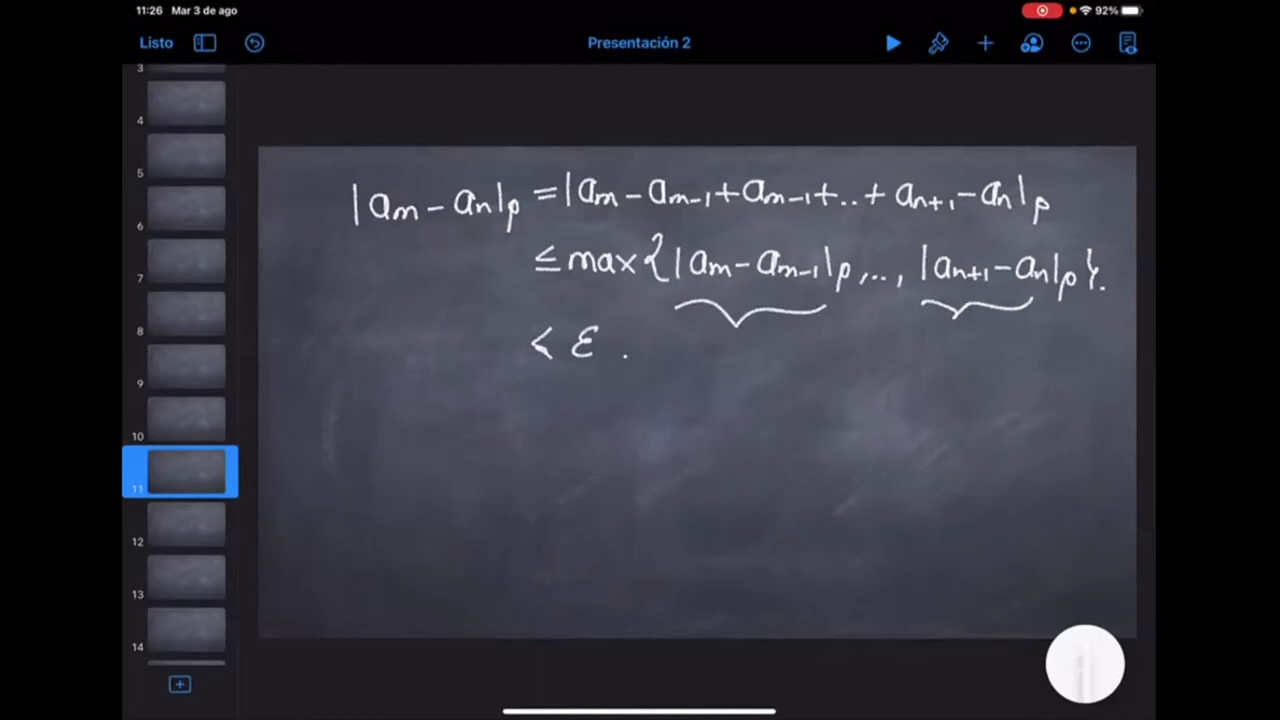 11:26 Mar 3 de ago 92%
Listo Presentación 2
3
4
5
6
7
8
9
10
11
12
13
14
|am - an|p = |am - am-1 + am-1 + .. + an+1 - an|p
≤ max{|am - am-1|p, ..., |an+1 - an|p}.
< ε.